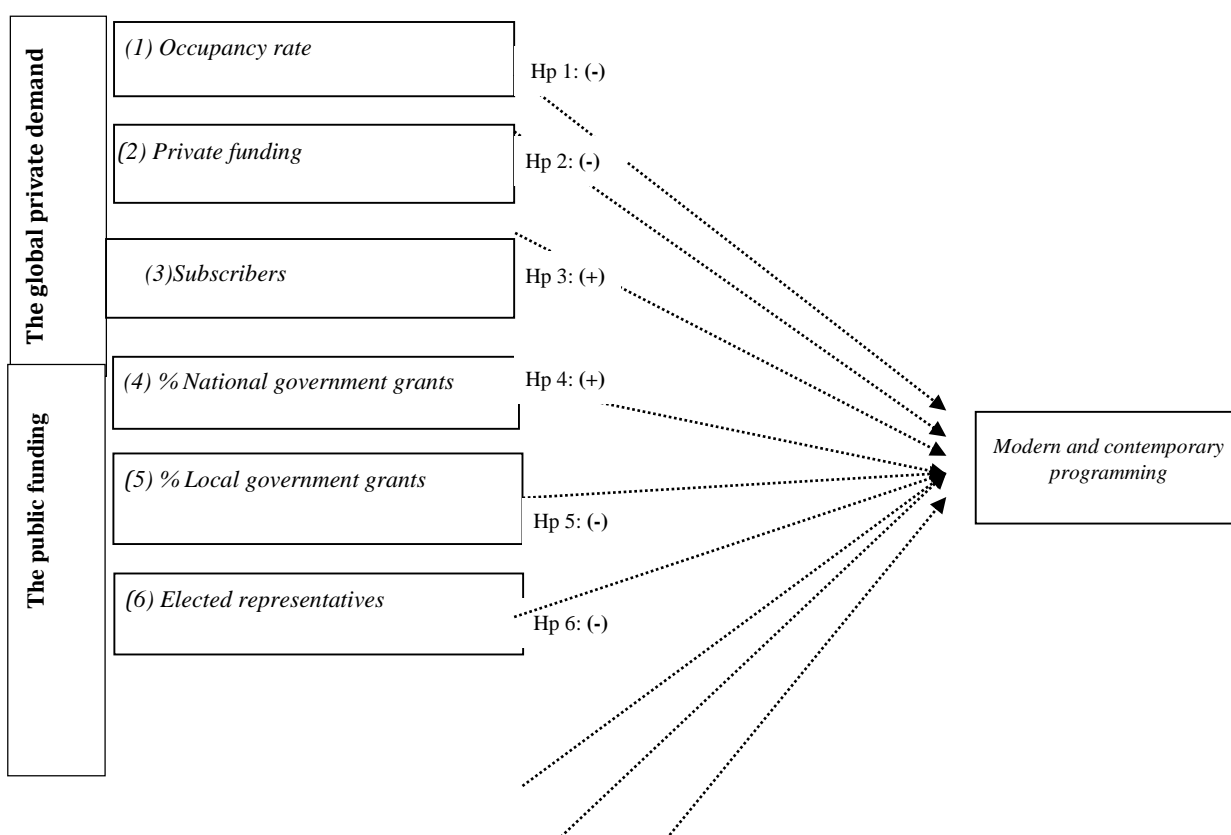 The global private demand
(1) Occupancy rate
Hp 1: (-)
(2) Private funding
Hp 2: (-)
(3)Subscribers
Hp 3: (+)
The public funding
(4) % National government grants
Hp 4: (+)
(5) % Local government grants
Hp 5: (-)
(6) Elected representatives
Hp 6: (-)
Modern and contemporary
programming